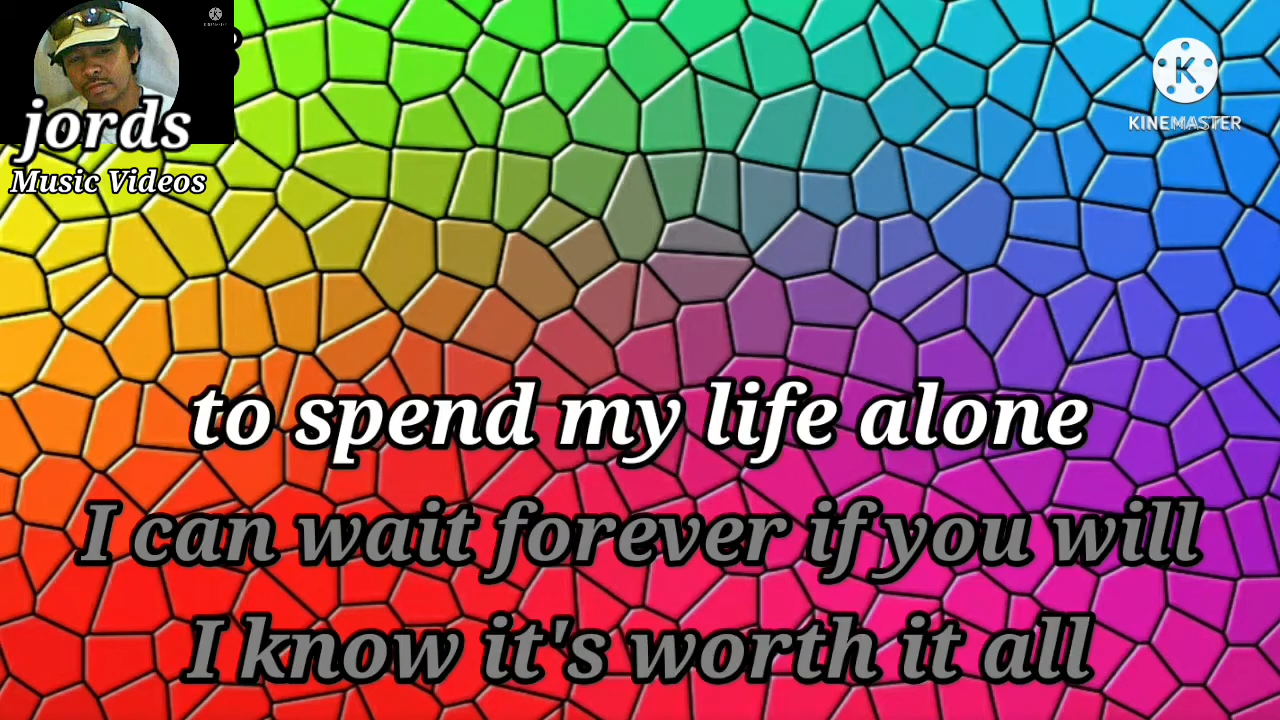 jords
Music Videos
KINEMASTER
to spend my life alone
I can wait forever if you will
I know it's worth it all